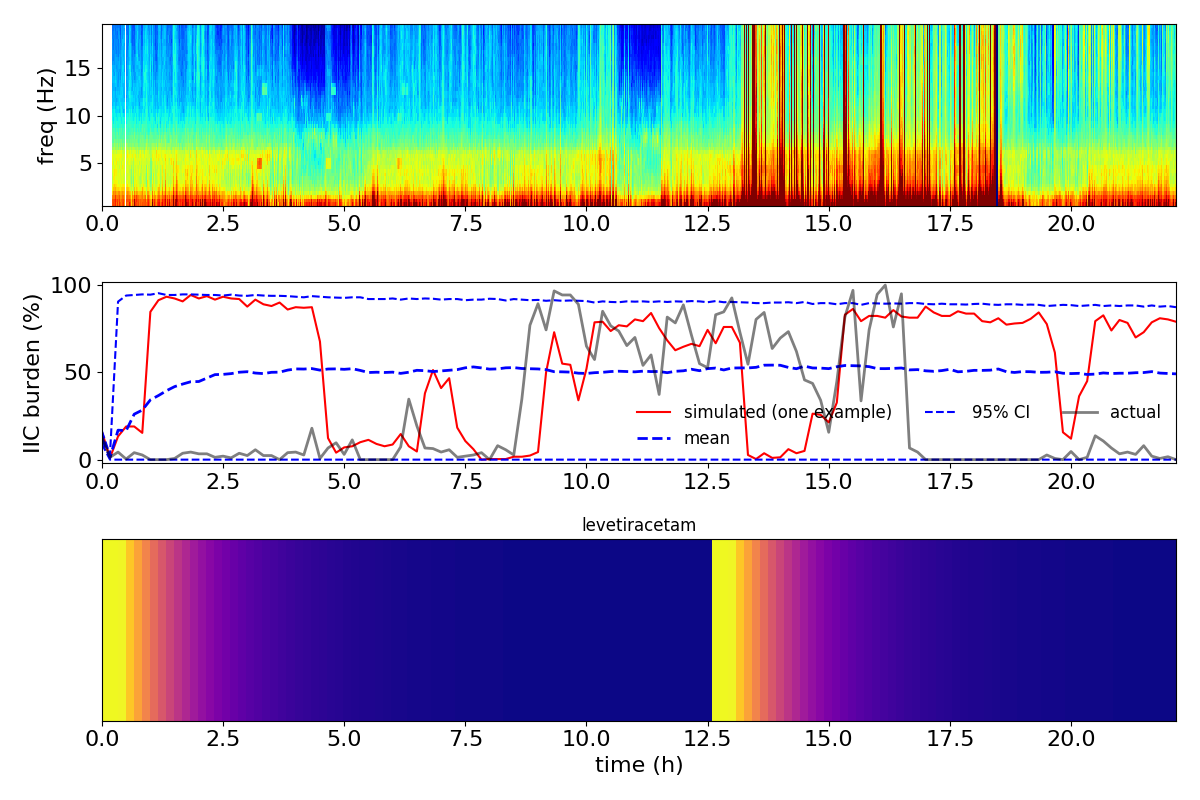 freq (Hz)
15
10
5
0.0 2.5 5.0 7.5 10.0 12.5 15.0 17.5 20.0
IIC burden (%)
100
50
0
simulated (one example) 95% CI actual
mean
0.0 2.5 5.0 7.5 10.0 12.5 15.0 17.5 20.0
levetiracetam
0.0 2.5 5.0 7.5 10.0 12.5 15.0 17.5 20.0
time (h)